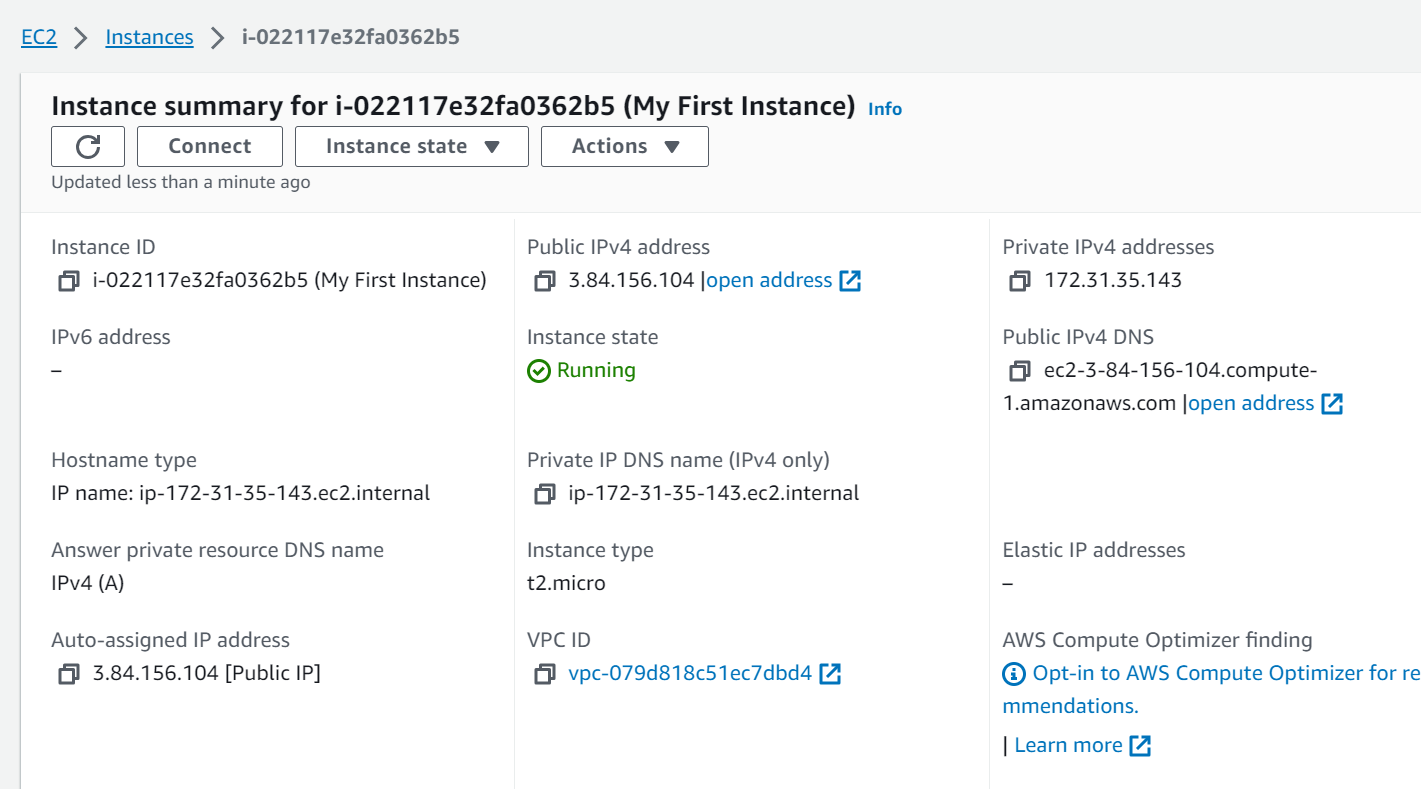 EC2 > Instances > i-022117e32fa0362b5
Instance summary for i-022117e32fa0362b5 (My First Instance) Info
Connect
Instance state ▼
Actions ▼
Updated less than a minute ago
Instance ID
i-022117e32fa0362b5 (My First Instance)
Public IPv4 address
3.84.156.104 |open address
Private IPv4 addresses
172.31.35.143
IPv6 address
–
Instance state
Running
Public IPv4 DNS
ec2-3-84-156-104.compute-
1.amazonaws.com |open address
Hostname type
IP name: ip-172-31-35-143.ec2.internal
Private IP DNS name (IPv4 only)
ip-172-31-35-143.ec2.internal
Answer private resource DNS name
IPv4 (A)
Instance type
t2.micro
Elastic IP addresses
–
Auto-assigned IP address
3.84.156.104 [Public IP]
VPC ID
vpc-079d818c51ec7dbd4
AWS Compute Optimizer finding
Opt-in to AWS Compute Optimizer for re
mmendations.
| Learn more